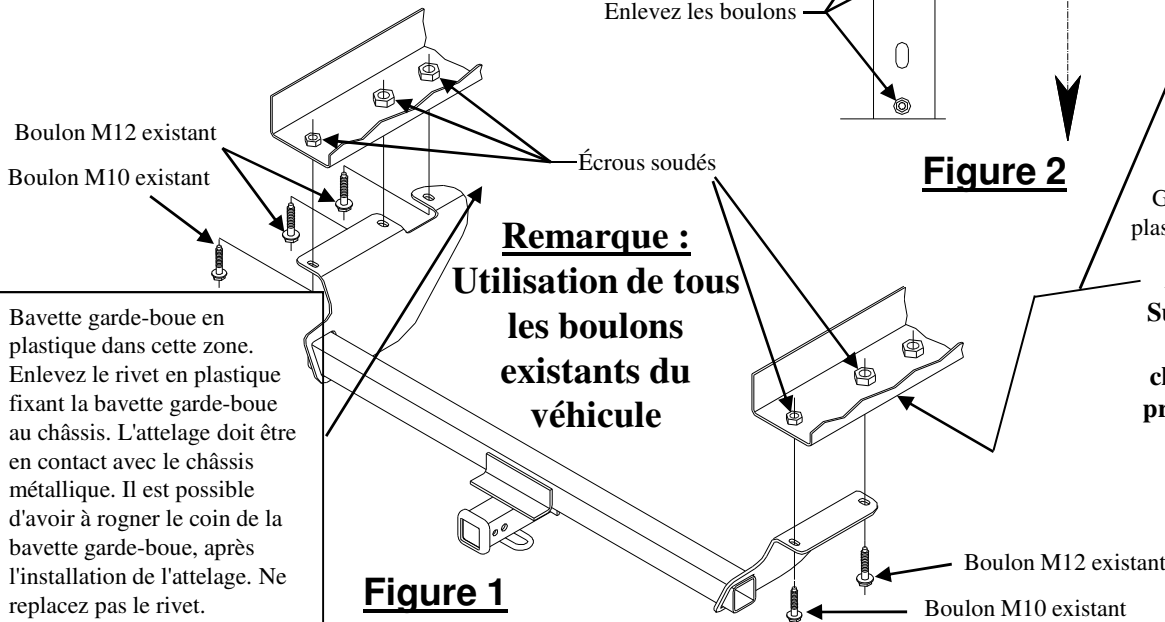 Enlevez les boulons
Figure 2
Boulon M12 existant
Boulon M10 existant
Écrous soudés
Remarque :
Utilisation de tous
les boulons
existants du
véhicule
Bavette garde-boue en
plastique dans cette zone.
Enlevez le rivet en plastique
fixant la bavette garde-boue
au châssis. L'attelage doit être
en contact avec le châssis
métallique. Il est possible
d'avoir à rogner le coin de la
bavette garde-boue, après
l'installation de l'attelage. Ne
replacez pas le rivet.
Figure 1
Boulon M12 existant
Boulon M10 existant